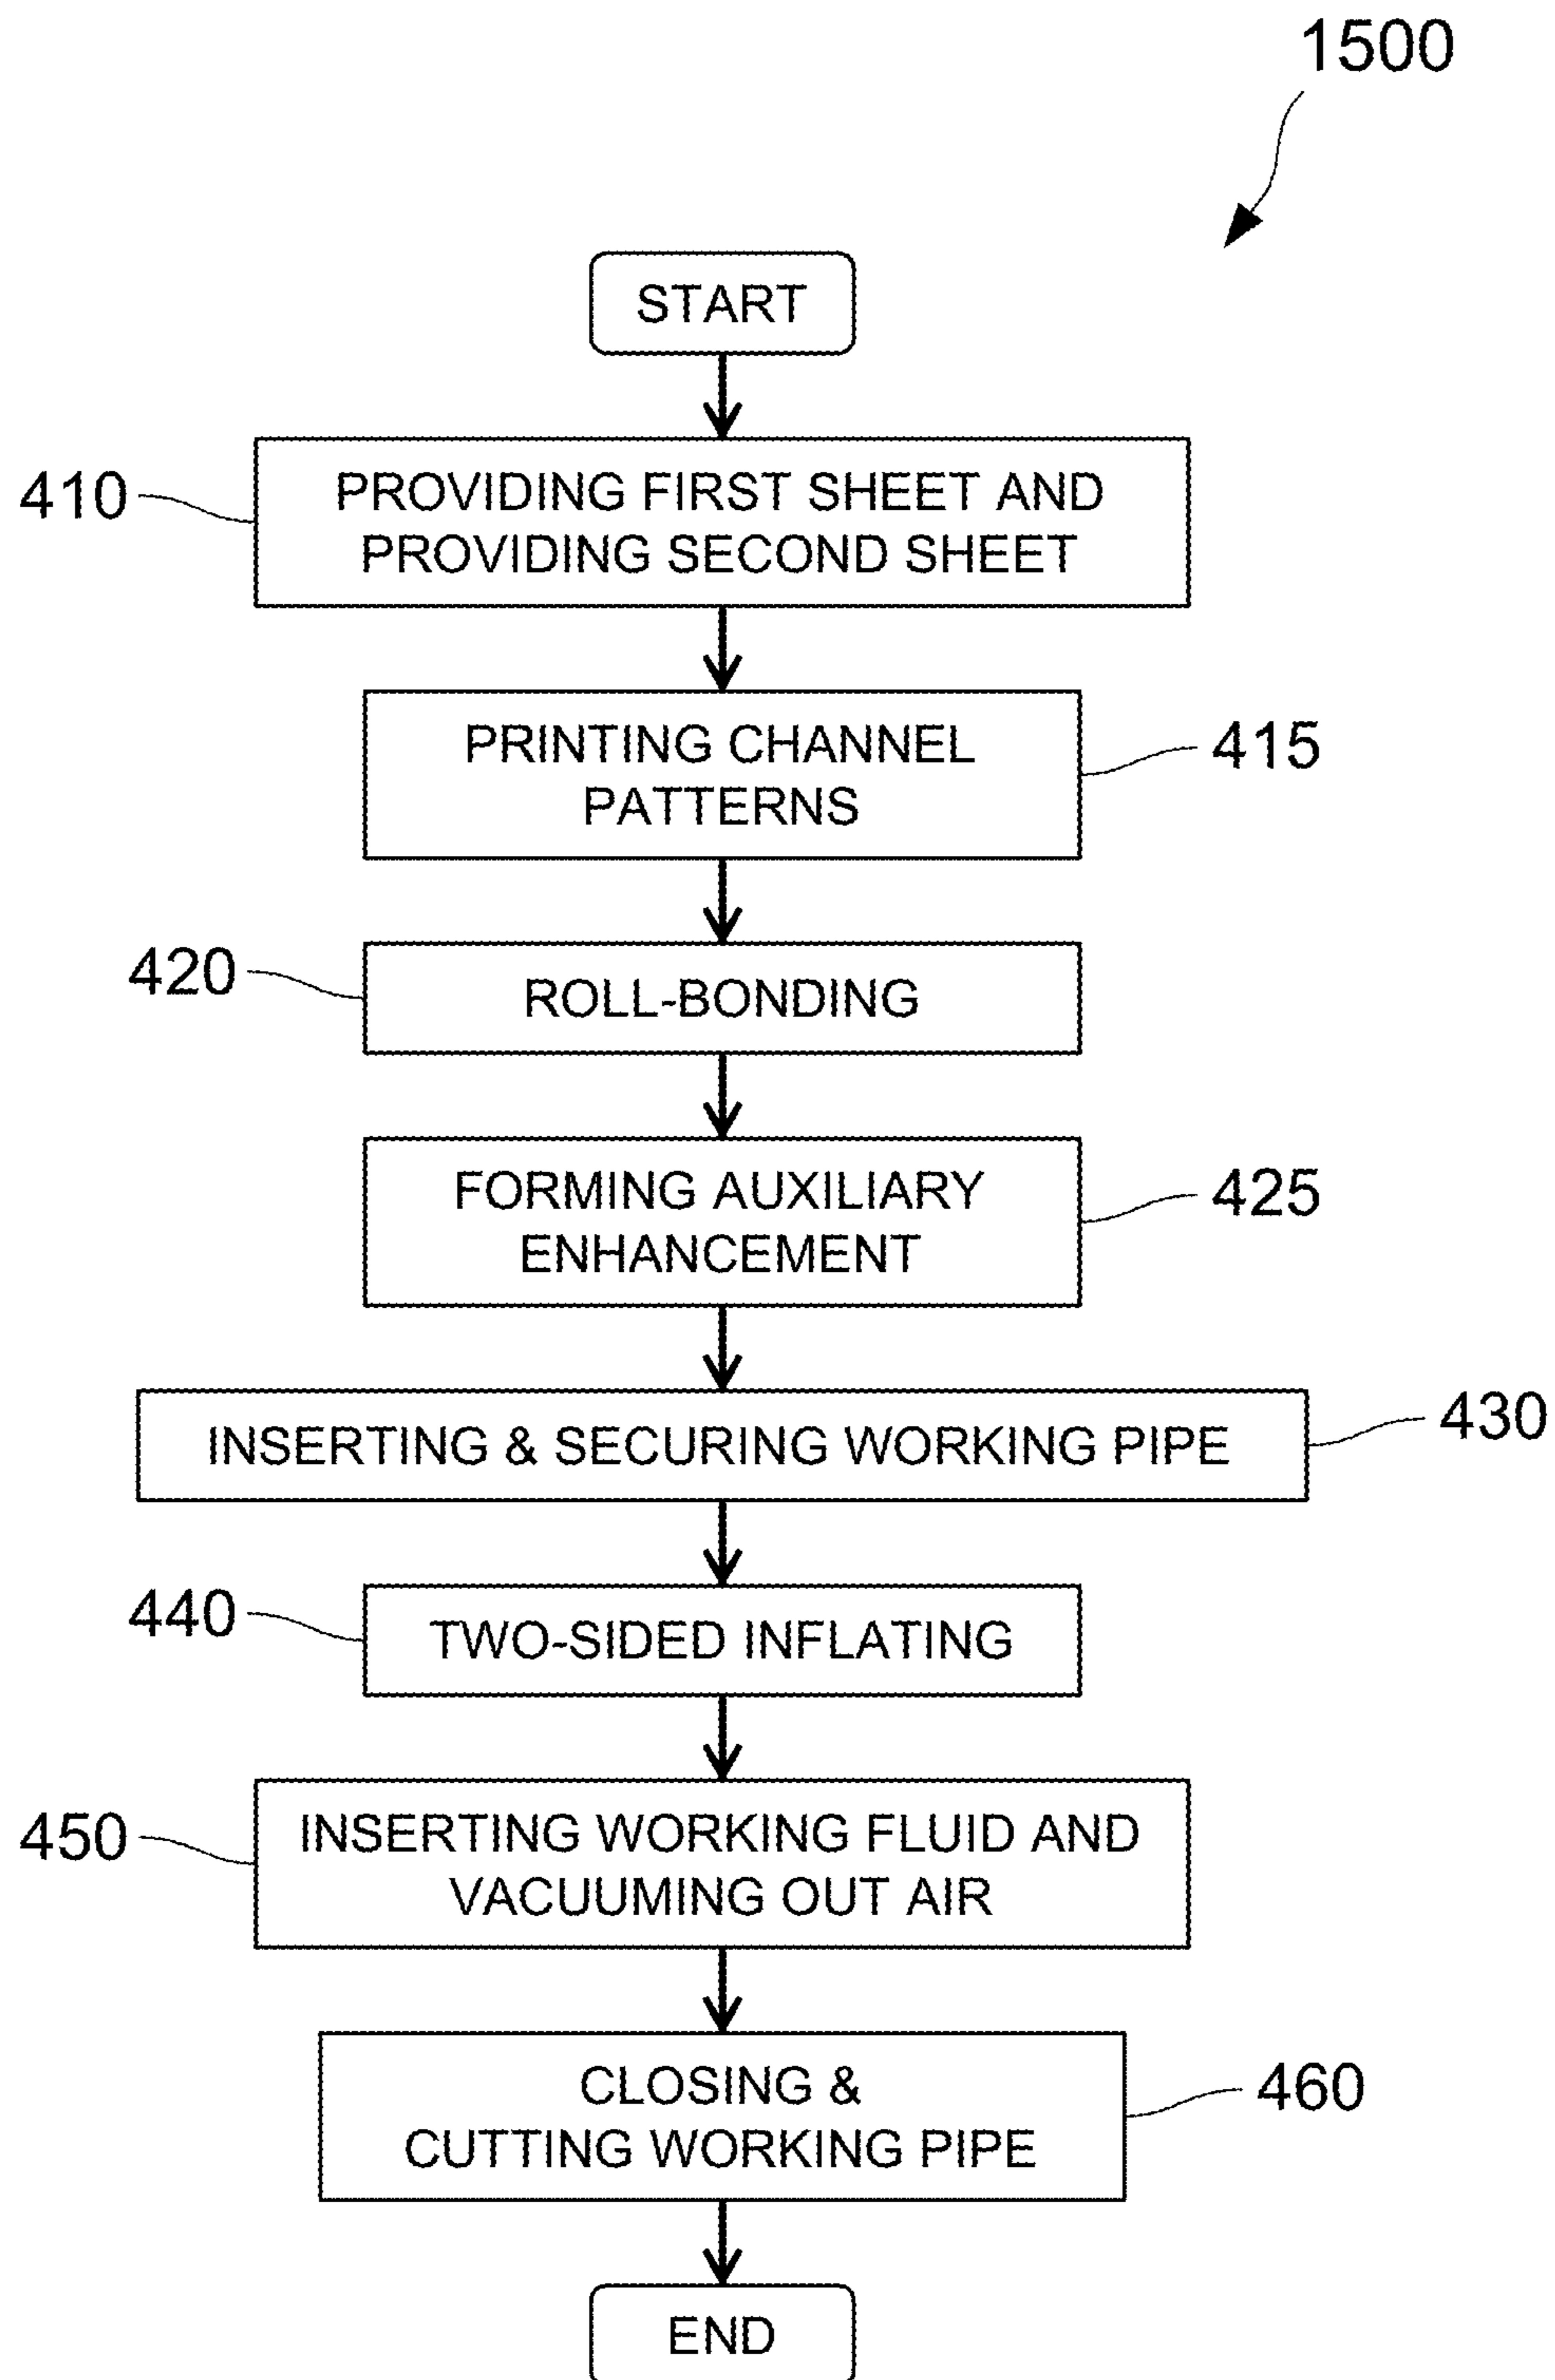 1500
START
410
PROVIDING FIRST SHEET AND
PROVIDING SECOND SHEET
PRINTING CHANNEL
PATTERNS
415
420
ROLL-BONDING
FORMING AUXILIARY
ENHANCEMENT
425
INSERTING & SECURING WORKING PIPE
430
440
TWO-SIDED INFLATING
450
INSERTING WORKING FLUID AND
VACUUMING OUT AIR
CLOSING &
CUTTING WORKING PIPE
460
END